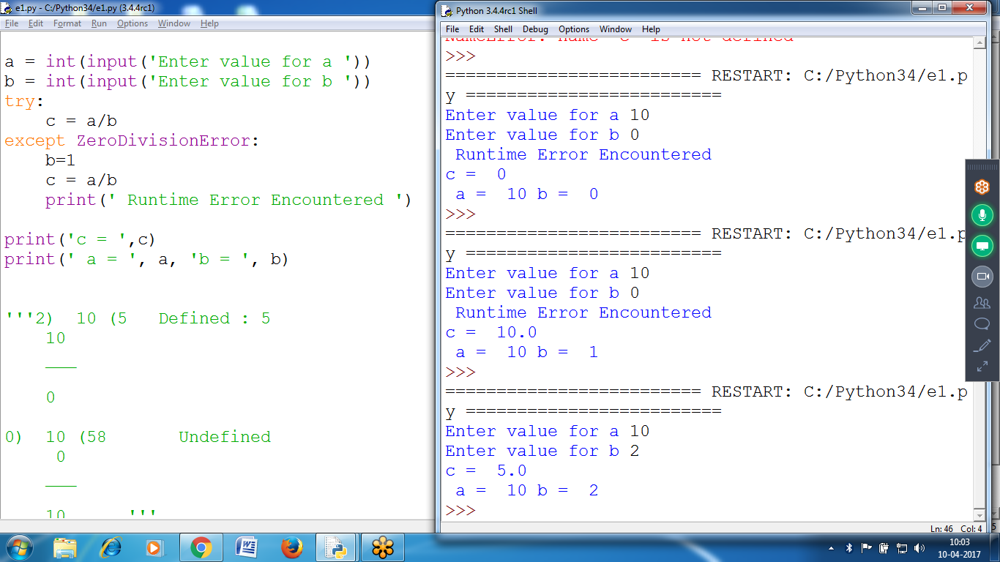 e1.py - C:/Python34/e1.py (3.4.4rc1)
File Edit Format Run Options Window Help
a = int(input('Enter value for a '))
b = int(input('Enter value for b '))
try:
    c = a/b
except ZeroDivisionError:
    b=1
    c = a/b
    print(' Runtime Error Encountered ')
print('c = ',c)
print(' a = ', a, 'b = ', b)
'''2)  10 (5   Defined : 5
    10
    ___
    0
0)  10 (58       Undefined
     0
    ___
    10      '''
Python 3.4.4rc1 Shell
File Edit Shell Debug Options Window Help
NameError: name 'c' is not defined
>>>
========================= RESTART: C:/Python34/e1.p
y =========================
Enter value for a 10
Enter value for b 0
 Runtime Error Encountered
c =  0
 a =  10 b =  0
>>>
========================= RESTART: C:/Python34/e1.p
y =========================
Enter value for a 10
Enter value for b 0
 Runtime Error Encountered
c =  10.0
 a =  10 b =  1
>>>
========================= RESTART: C:/Python34/e1.p
y =========================
Enter value for a 10
Enter value for b 2
c =  5.0
 a =  10 b =  2
>>>
Ln: 46 Col: 4
5
10:03
10-04-2017